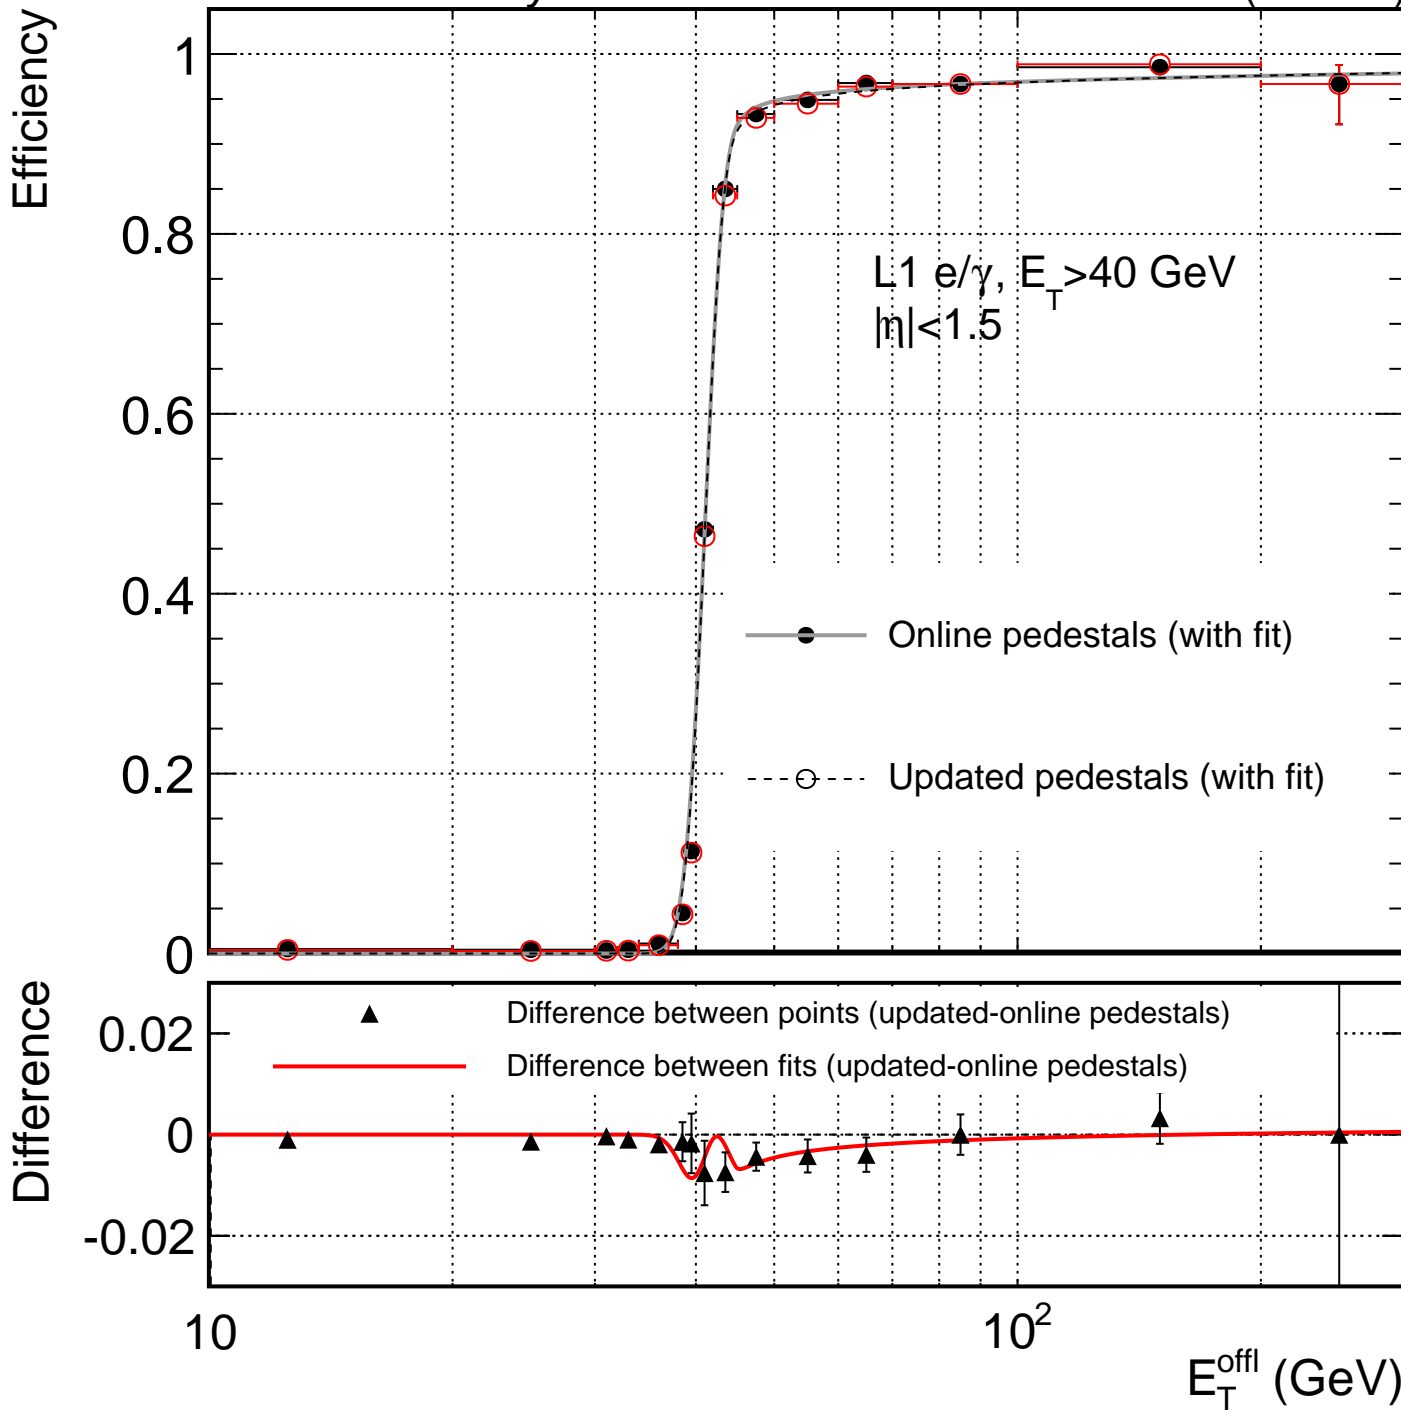 Efficiency
1
0.8
0.6
0.4
0.2
0
L1 e/γ, E_T>40 GeV
|η|<1.5
Online pedestals (with fit)
Updated pedestals (with fit)
Difference
0.02
0
-0.02
Difference between points (updated-online pedestals)
Difference between fits (updated-online pedestals)
10
10²
E_T^offl (GeV)